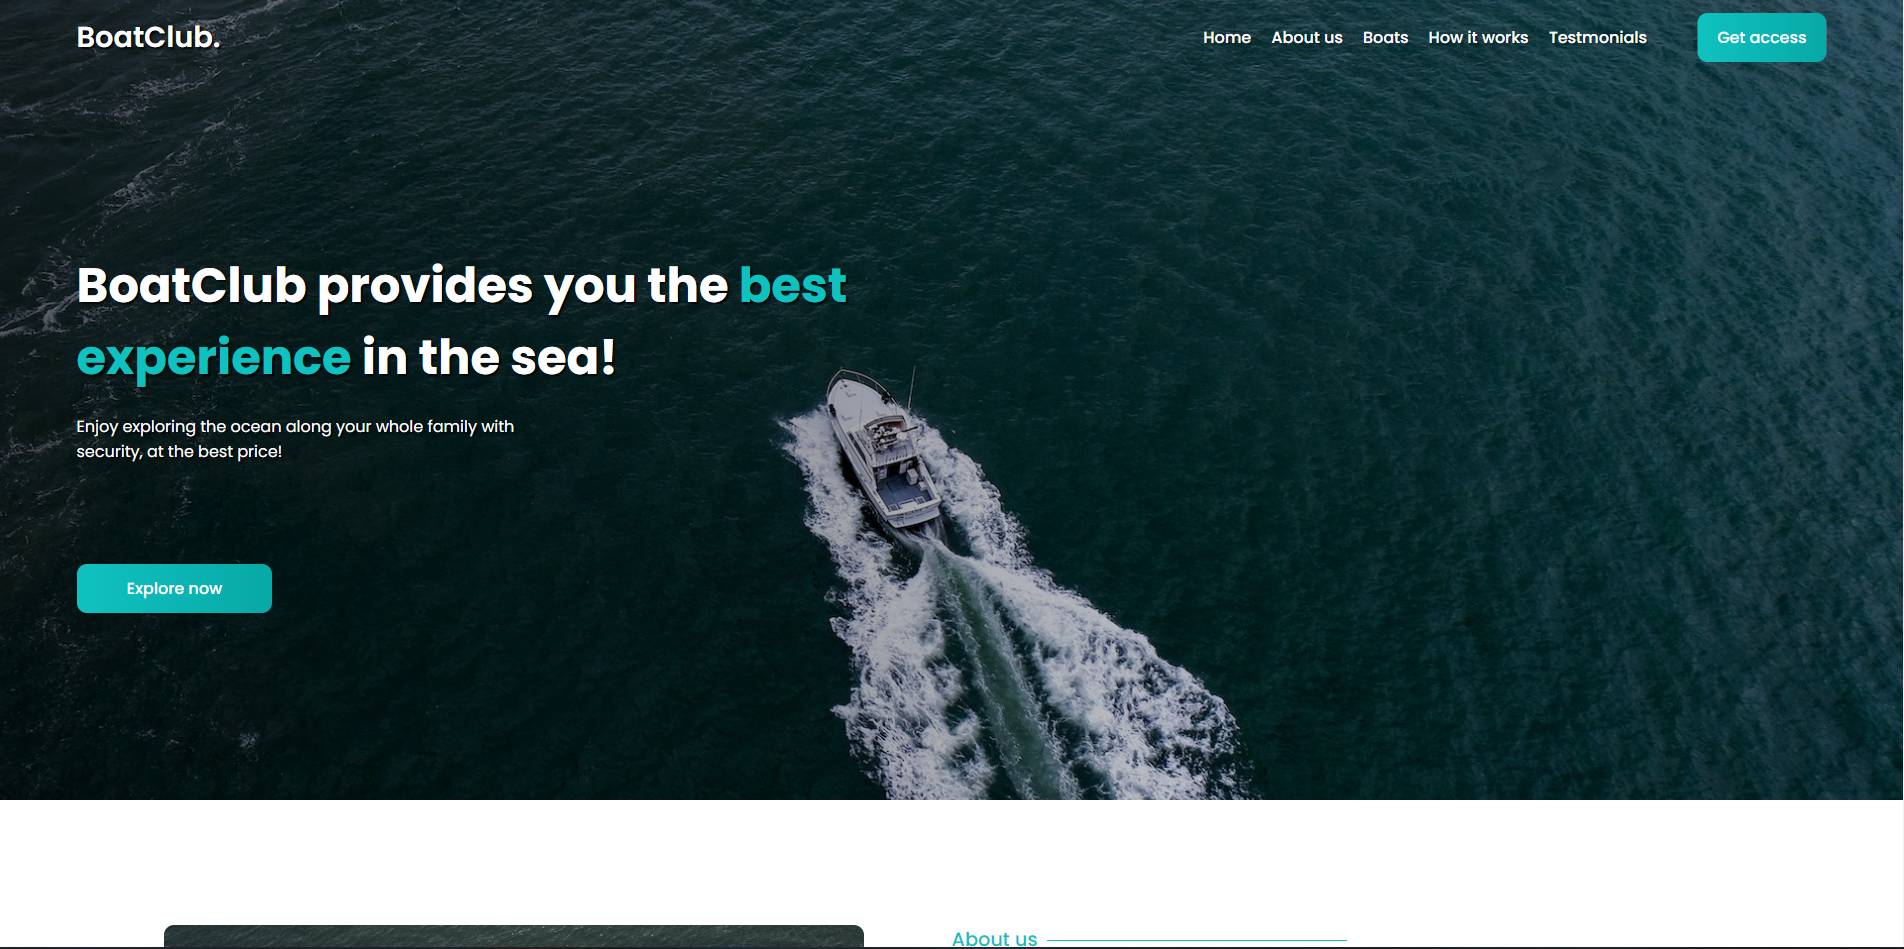 BoatClub.
Home About us Boats How it works Testmonials Get access
BoatClub provides you the best
experience in the sea!
Enjoy exploring the ocean along your whole family with
security, at the best price!
Explore now
About us